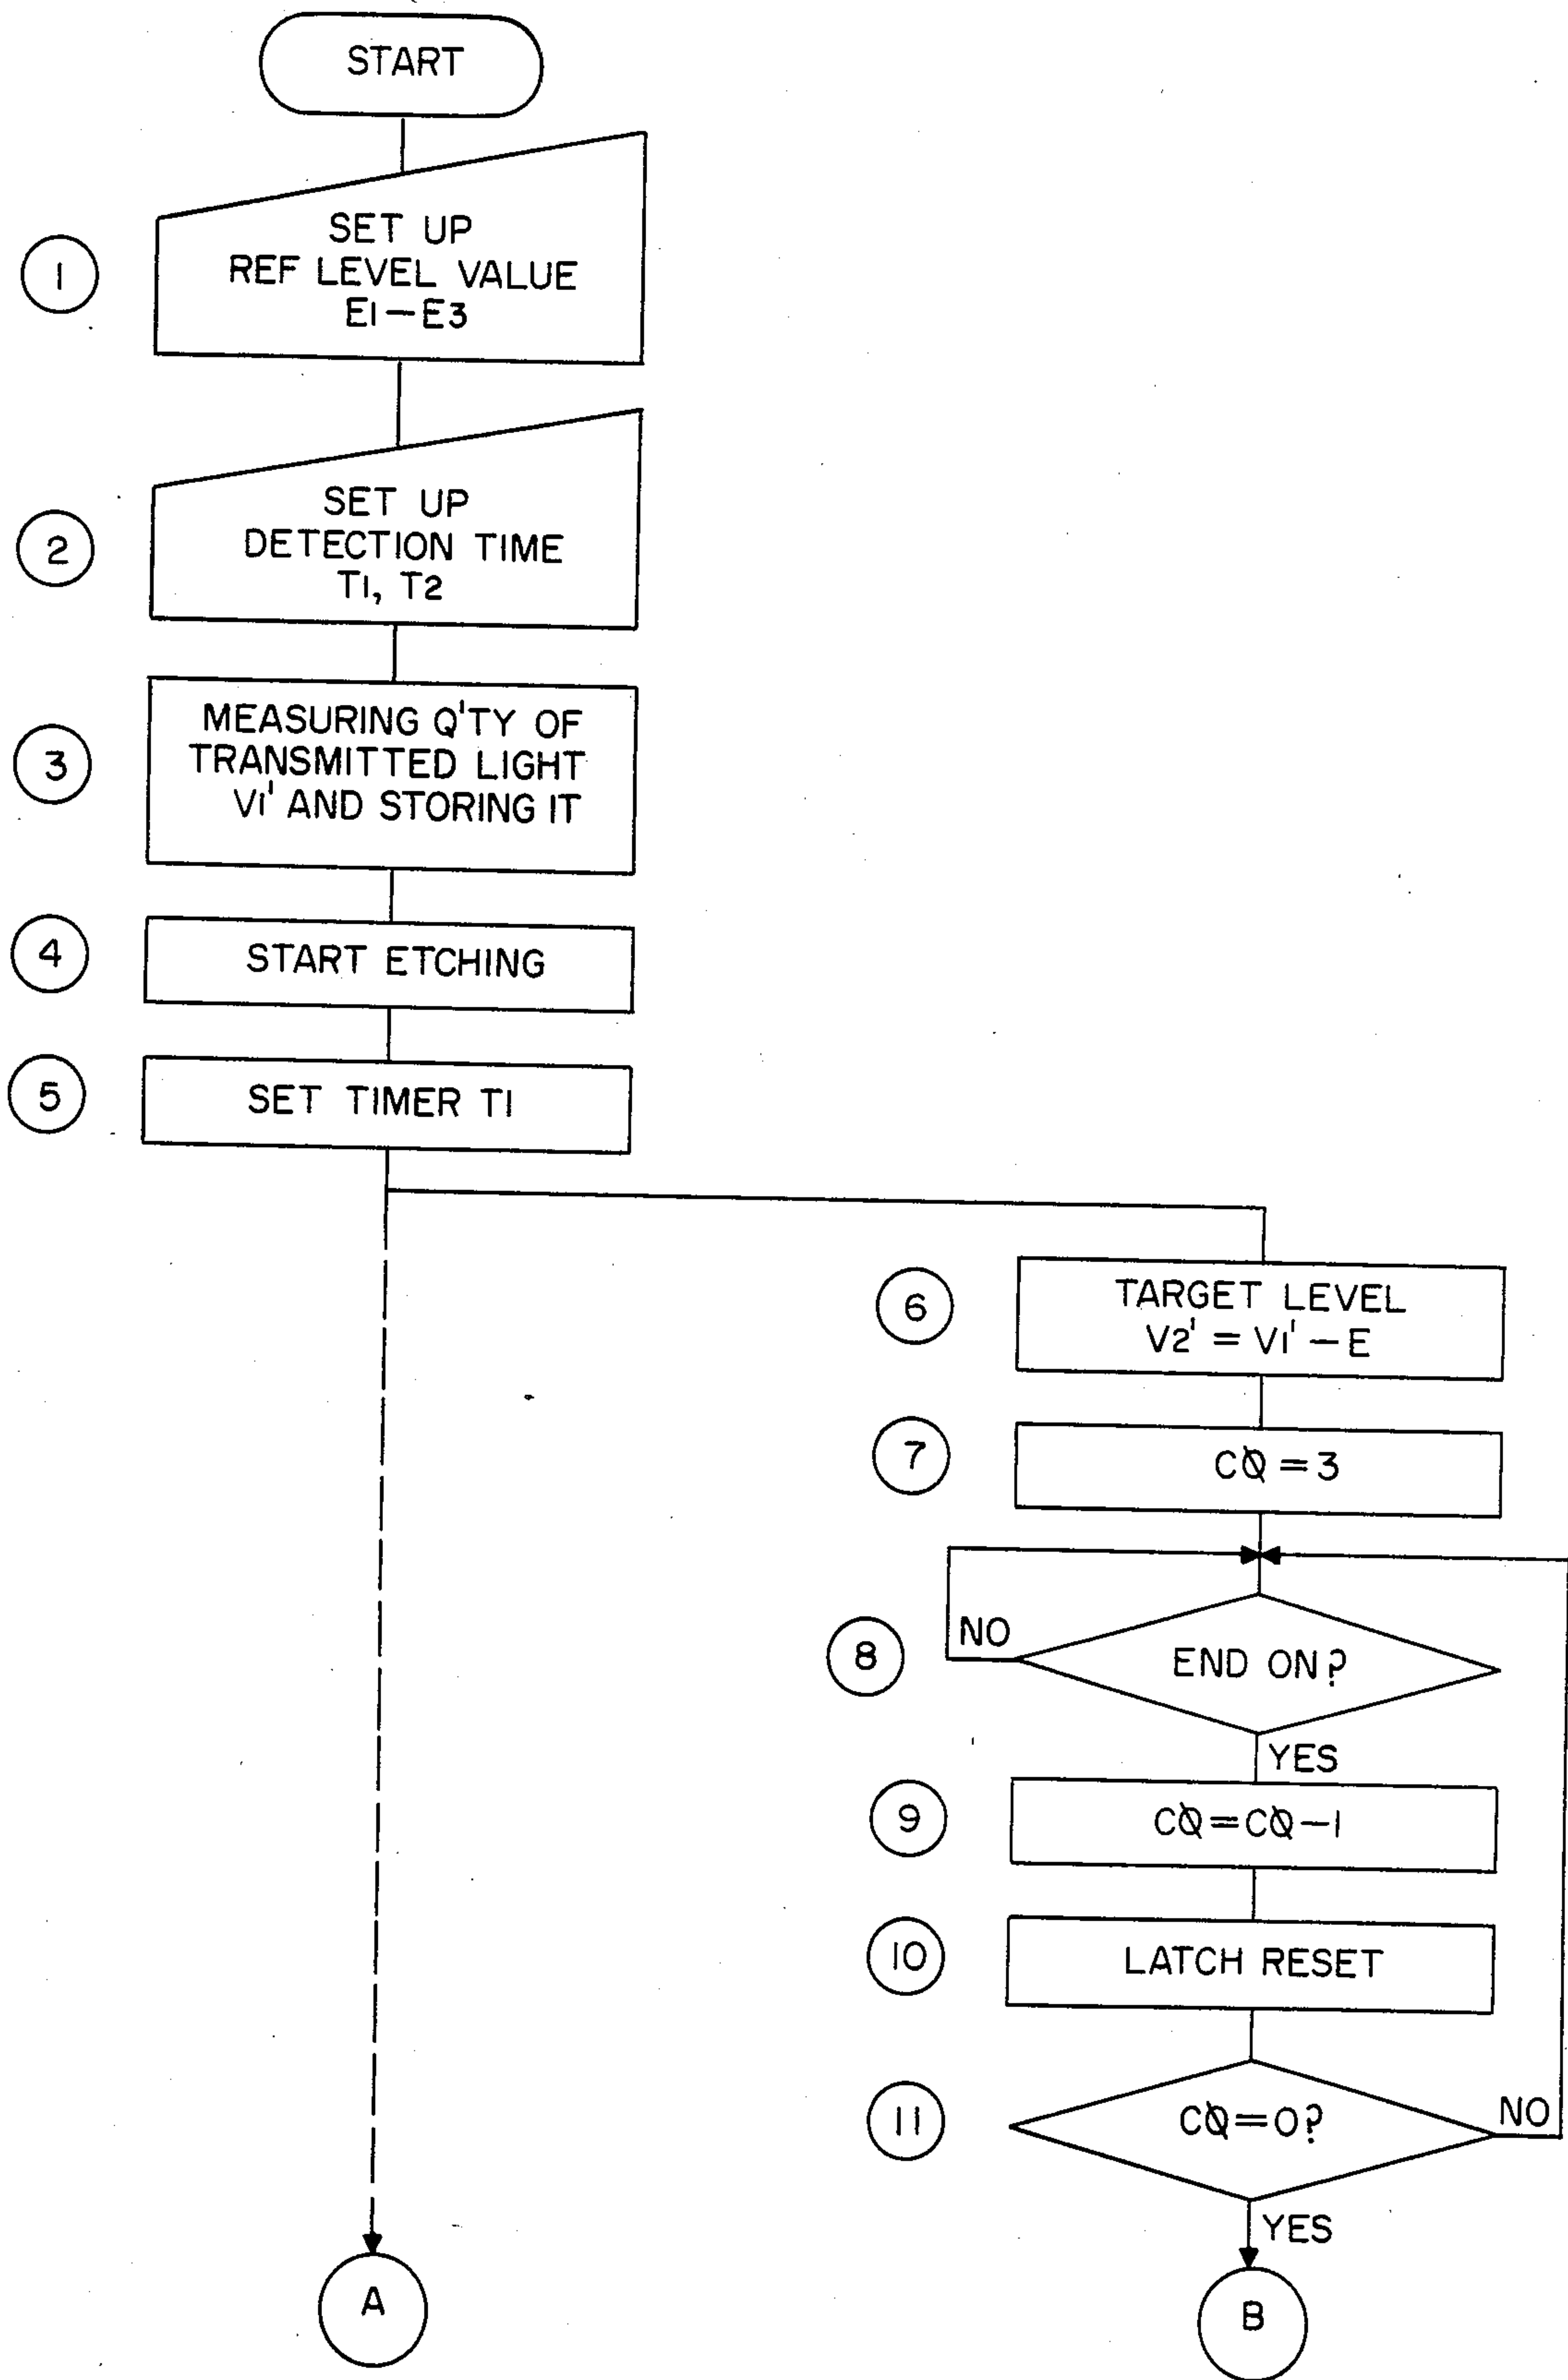 START
1
SET UP
REF LEVEL VALUE
E1—E3
2
SET UP
DETECTION TIME
T1, T2
3
MEASURING Q'TY OF
TRANSMITTED LIGHT
V1' AND STORING IT
4
START ETCHING
5
SET TIMER T1
6
TARGET LEVEL
V2' = V1' — E
7
CØ = 3
8
NO
END ON?
YES
9
CØ = CØ — 1
10
LATCH RESET
11
CØ = 0?
NO
YES
A
B